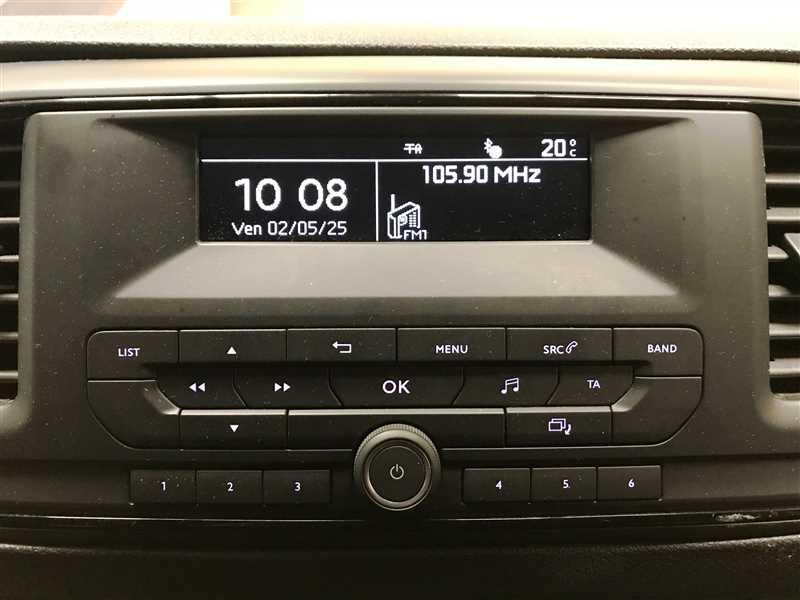 TA 20°C
10 08
Ven 02/05/25
105.90 MHz
FM1
LIST MENU SRC BAND
OK TA
1 2 3 4 5 6